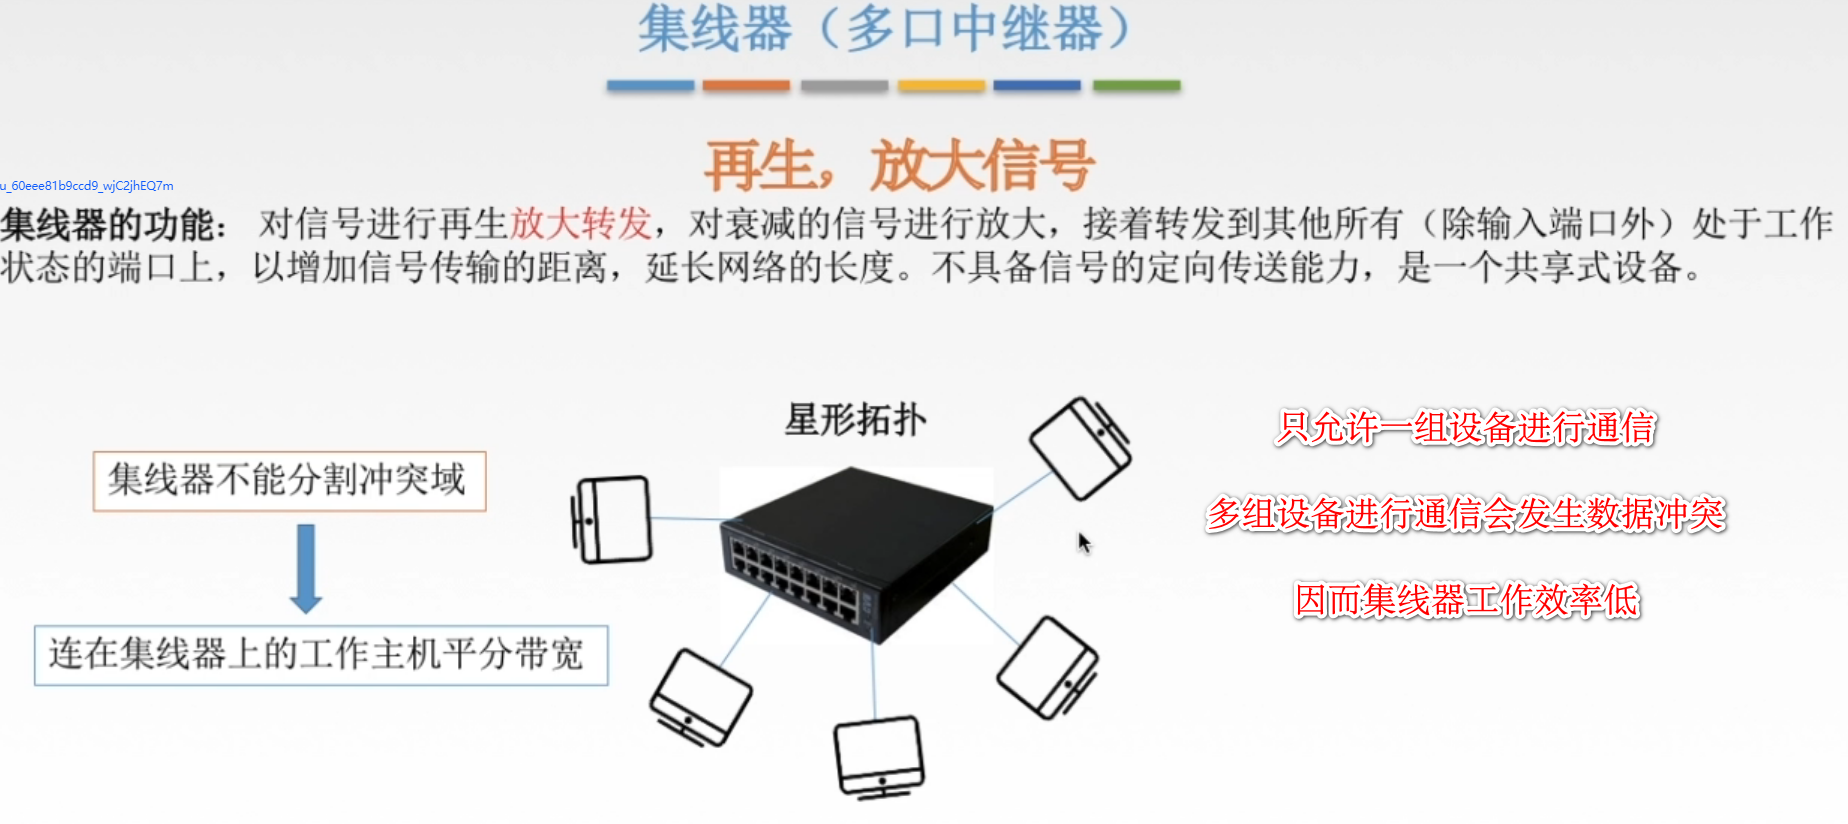 集线器（多口中继器）
再生，放大信号
u_60eee81b9ccd9_wjC2jhEQ7m
集线器的功能： 对信号进行再生放大转发，对衰减的信号进行放大，接着转发到其他所有（除输入端口外）处于工作
状态的端口上，以增加信号传输的距离，延长网络的长度。不具备信号的定向传送能力，是一个共享式设备。
星形拓扑
集线器不能分割冲突域
连在集线器上的工作主机平分带宽
只允许一组设备进行通信
多组设备进行通信会发生数据冲突
因而集线器工作效率低